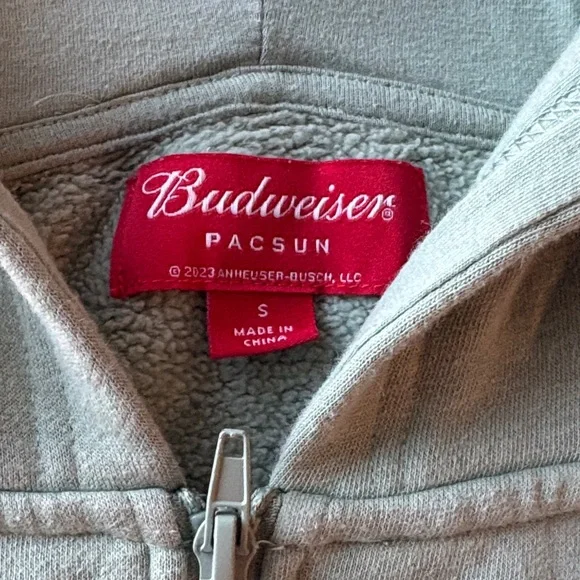 Budweiser®
PACSUN
© 2023 ANHEUSER-BUSCH, LLC
S
MADE IN
CHINA